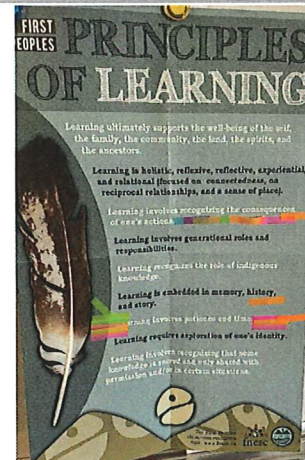 FIRST
PEOPLES
PRINCIPLES
OF LEARNING
Learning ultimately supports the well-being of the self,
the family, the community, the land, the spirits, and
the ancestors.
Learning is holistic, reflexive, reflective, experiential,
and relational (focused on connectedness, on
reciprocal relationships, and a sense of place).
Learning involves recognizing the consequences
of one's actions.
Learning involves generational roles and
responsibilities.
Learning recognizes the role of indigenous
knowledge.
Learning is embedded in memory, history,
and story.
Learning involves patience and time.
Learning requires exploration of one's identity.
Learning involves recognizing that some
knowledge is sacred and only shared with
permission and/or in certain situations.
fnesc